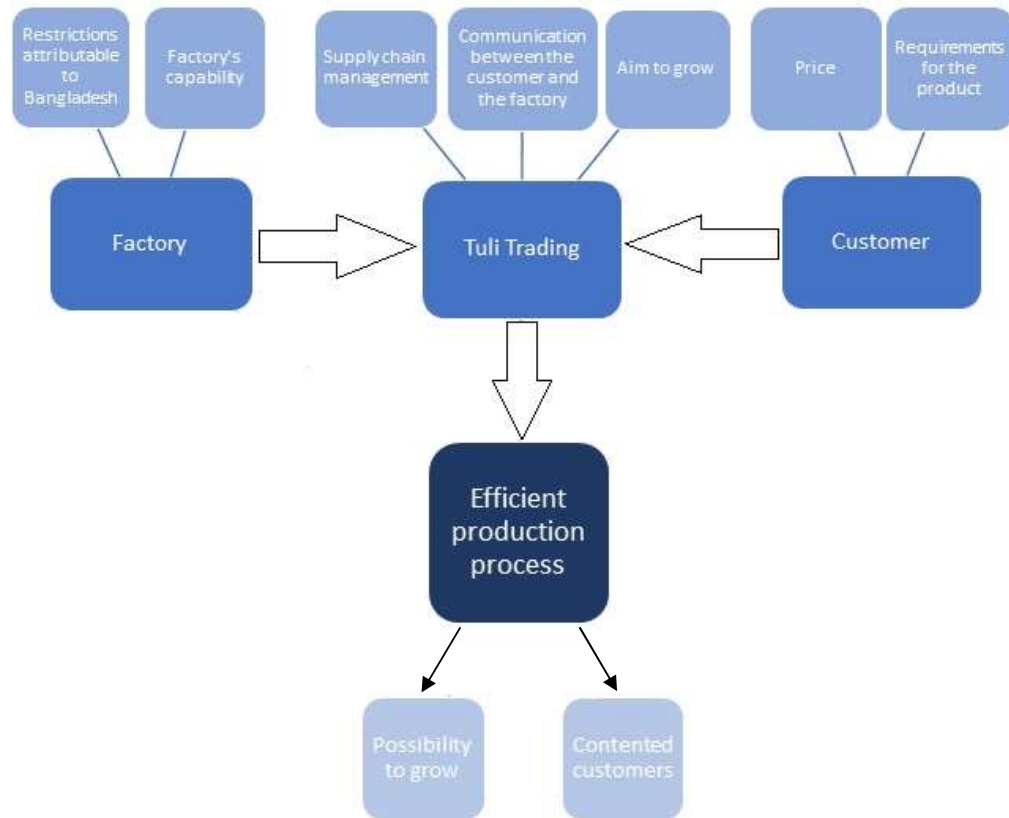 Restrictions
attributable
to
Bangladesh
Factory's
capability
Supply chain
management
Communication
between the
customer and
the factory
Aim to grow
Price
Requirements
for the
product
Factory
Tuli Trading
Customer
Efficient
production
process
Possibility
to grow
Contented
customers